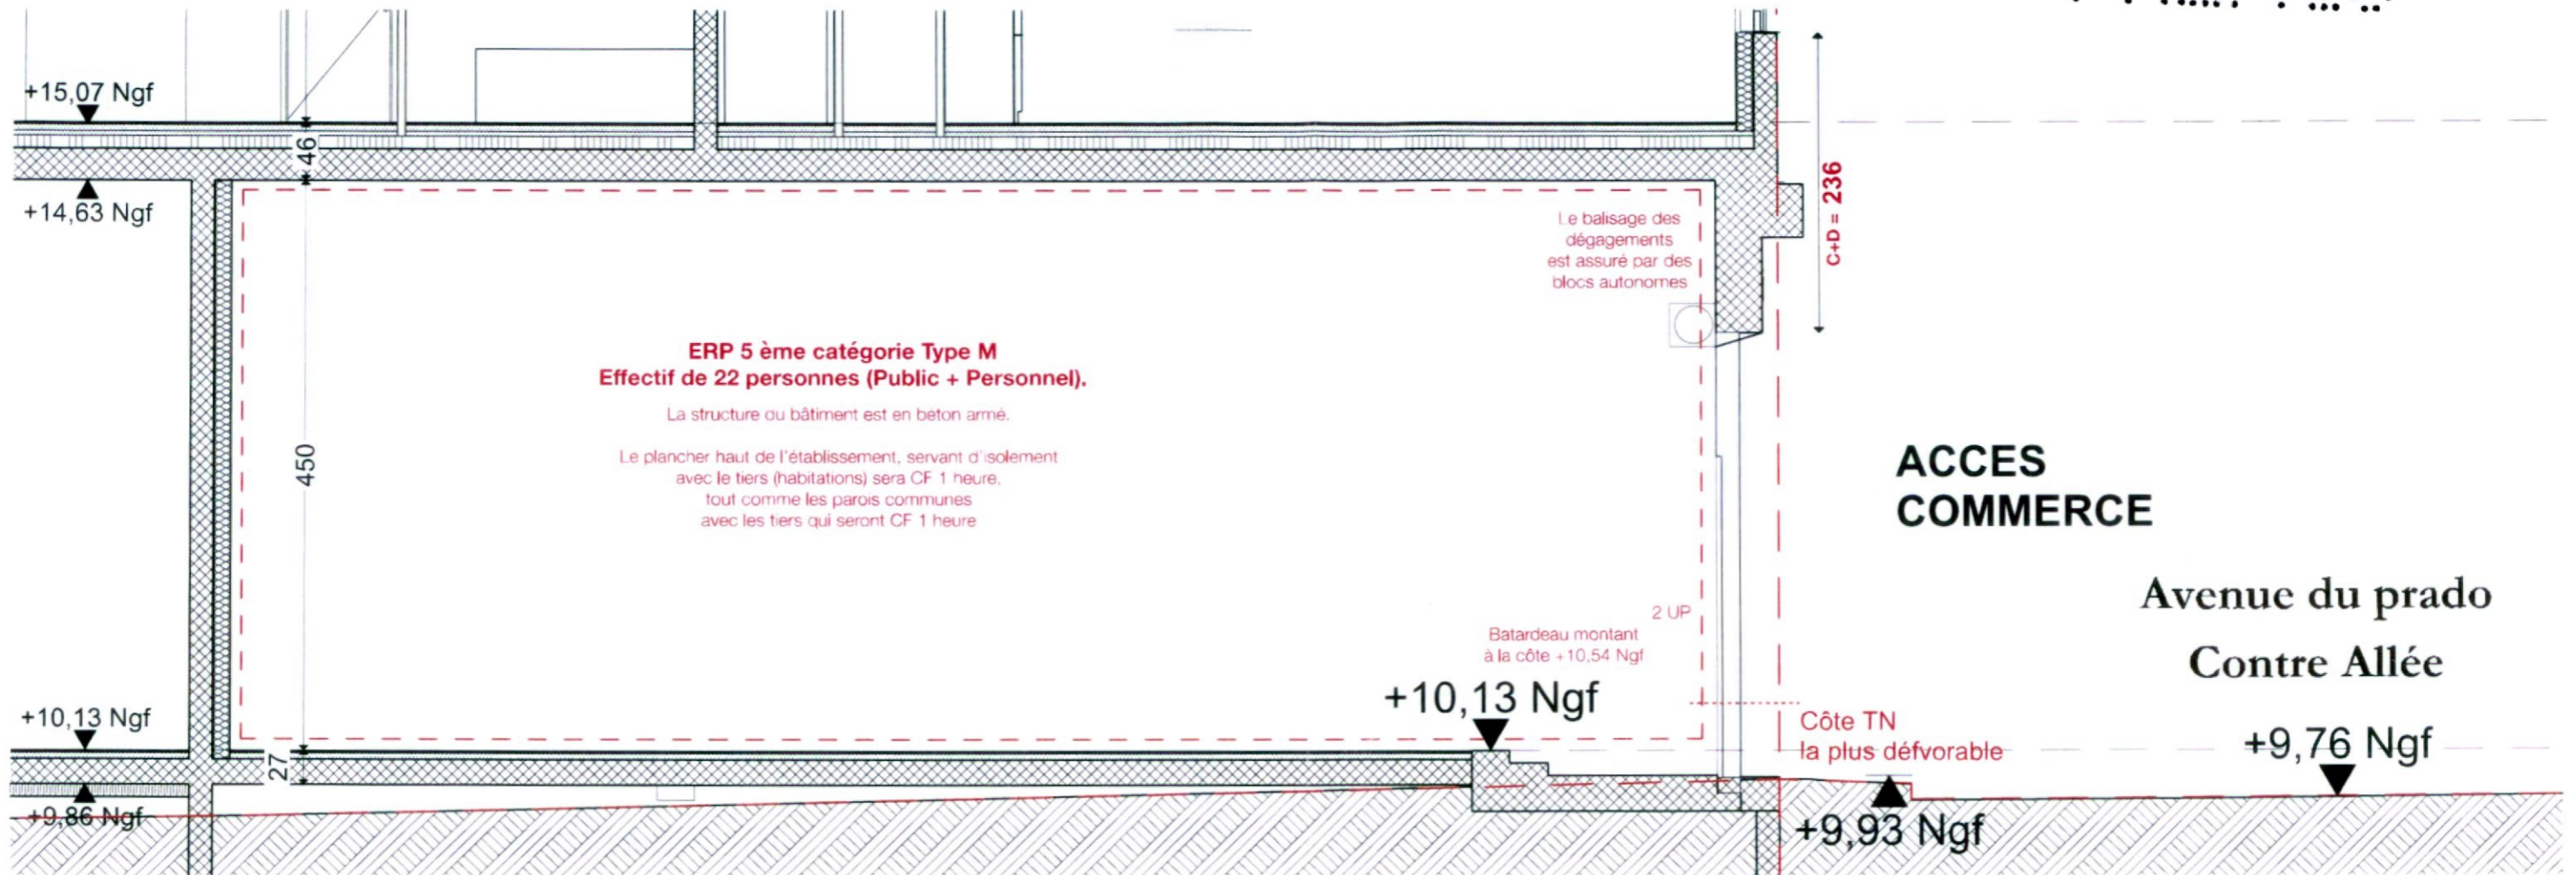 +15,07 Ngf
46
+14,63 Ngf
C+D = 236
Le balisage des
dégagements
est assuré par des
blocs autonomes
ERP 5 ème catégorie Type M
Effectif de 22 personnes (Public + Personnel).
La structure du bâtiment est en béton armé.
Le plancher haut de l'établissement, servant d'isolement
avec le tiers (habitations) sera CF 1 heure,
tout comme les parois communes
avec les tiers qui seront CF 1 heure
450
ACCES
COMMERCE
Avenue du prado
Contre Allée
2 UP
Batardeau montant
à la côte +10,54 Ngf
+10,13 Ngf
+10,13 Ngf
Côte TN
la plus défvorable
+9,76 Ngf
27
+9,86 Ngf
+9,93 Ngf